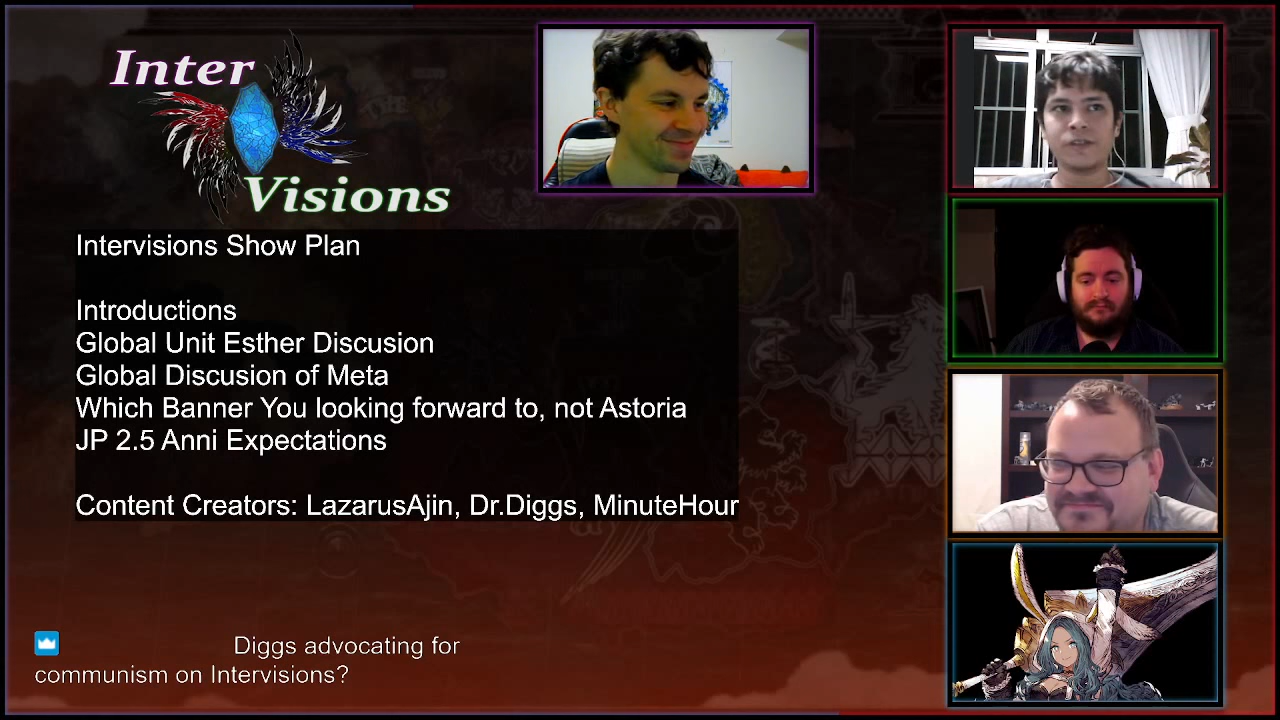 Inter
Visions
Intervisions Show Plan
Introductions
Global Unit Esther Discusion
Global Discusion of Meta
Which Banner You looking forward to, not Astoria
JP 2.5 Anni Expectations
Content Creators: LazarusAjin, Dr.Diggs, MinuteHour
Diggs advocating for
communism on Intervisions?